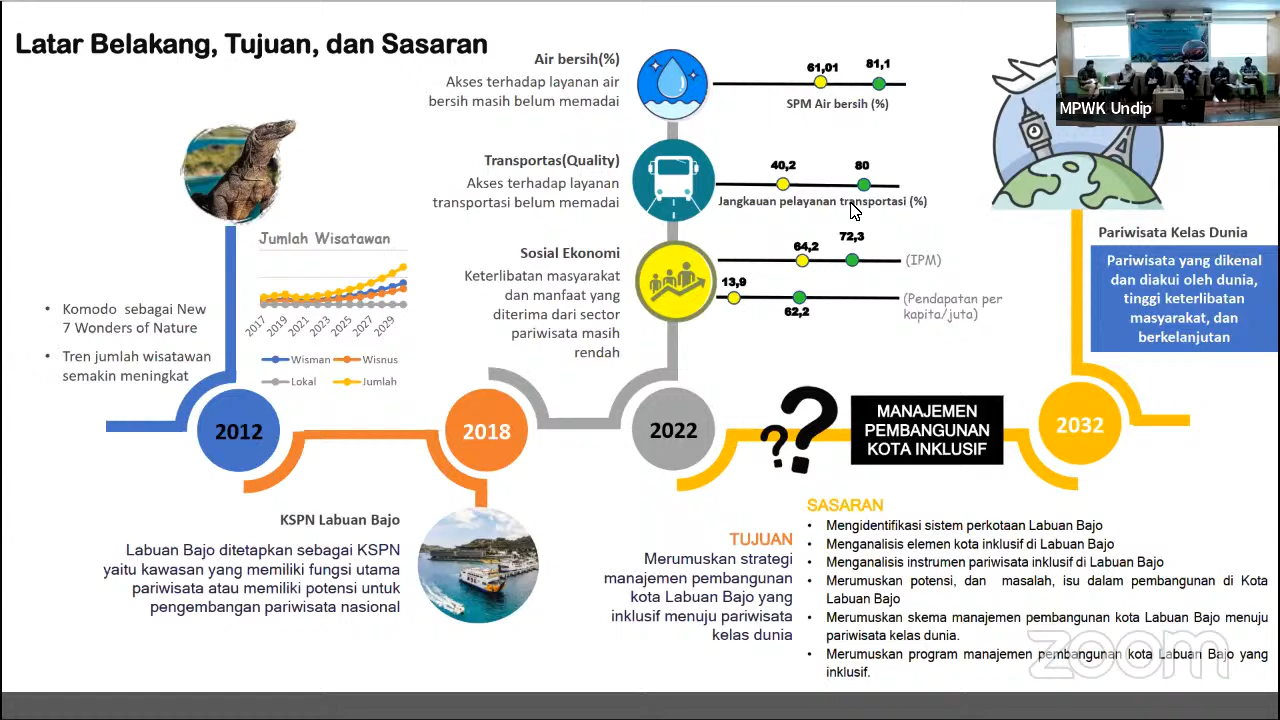 Latar Belakang, Tujuan, dan Sasaran
MPWK Undip
Air bersih(%)
Akses terhadap layanan air
bersih masih belum memadai
61,01
81,1
SPM Air bersih (%)
Transportas(Quality)
Akses terhadap layanan
transportasi belum memadai
40,2
80
Jangkauan pelayanan transportasi (%)
Sosial Ekonomi
Keterlibatan masyarakat
dan manfaat yang
diterima dari sector
pariwisata masih
rendah
64,2
72,3
(IPM)
13,9
62,2
(Pendapatan per
kapita/juta)
Jumlah Wisatawan
2017
2019
2021
2023
2025
2027
2029
Wisman
Wisnus
Lokal
Jumlah
• Komodo sebagai New
7 Wonders of Nature
• Tren jumlah wisatawan
semakin meningkat
Pariwisata Kelas Dunia
Pariwisata yang dikenal
dan diakui oleh dunia,
tinggi keterlibatan
masyarakat, dan
berkelanjutan
2012
2018
2022
???
MANAJEMEN
PEMBANGUNAN
KOTA INKLUSIF
2032
KSPN Labuan Bajo
Labuan Bajo ditetapkan sebagai KSPN
yaitu kawasan yang memiliki fungsi utama
pariwisata atau memiliki potensi untuk
pengembangan pariwisata nasional
TUJUAN
Merumuskan strategi
manajemen pembangunan
kota Labuan Bajo yang
inklusif menuju pariwisata
kelas dunia
SASARAN
• Mengidentifikasi sistem perkotaan Labuan Bajo
• Menganalisis elemen kota inklusif di Labuan Bajo
• Menganalisis instrumen pariwisata inklusif di Labuan Bajo
• Merumuskan potensi, dan masalah, isu dalam pembangunan di Kota
Labuan Bajo
• Merumuskan skema manajemen pembangunan kota Labuan Bajo menuju
pariwisata kelas dunia.
• Merumuskan program manajemen pembangunan kota Labuan Bajo yang
inklusif.
zoom